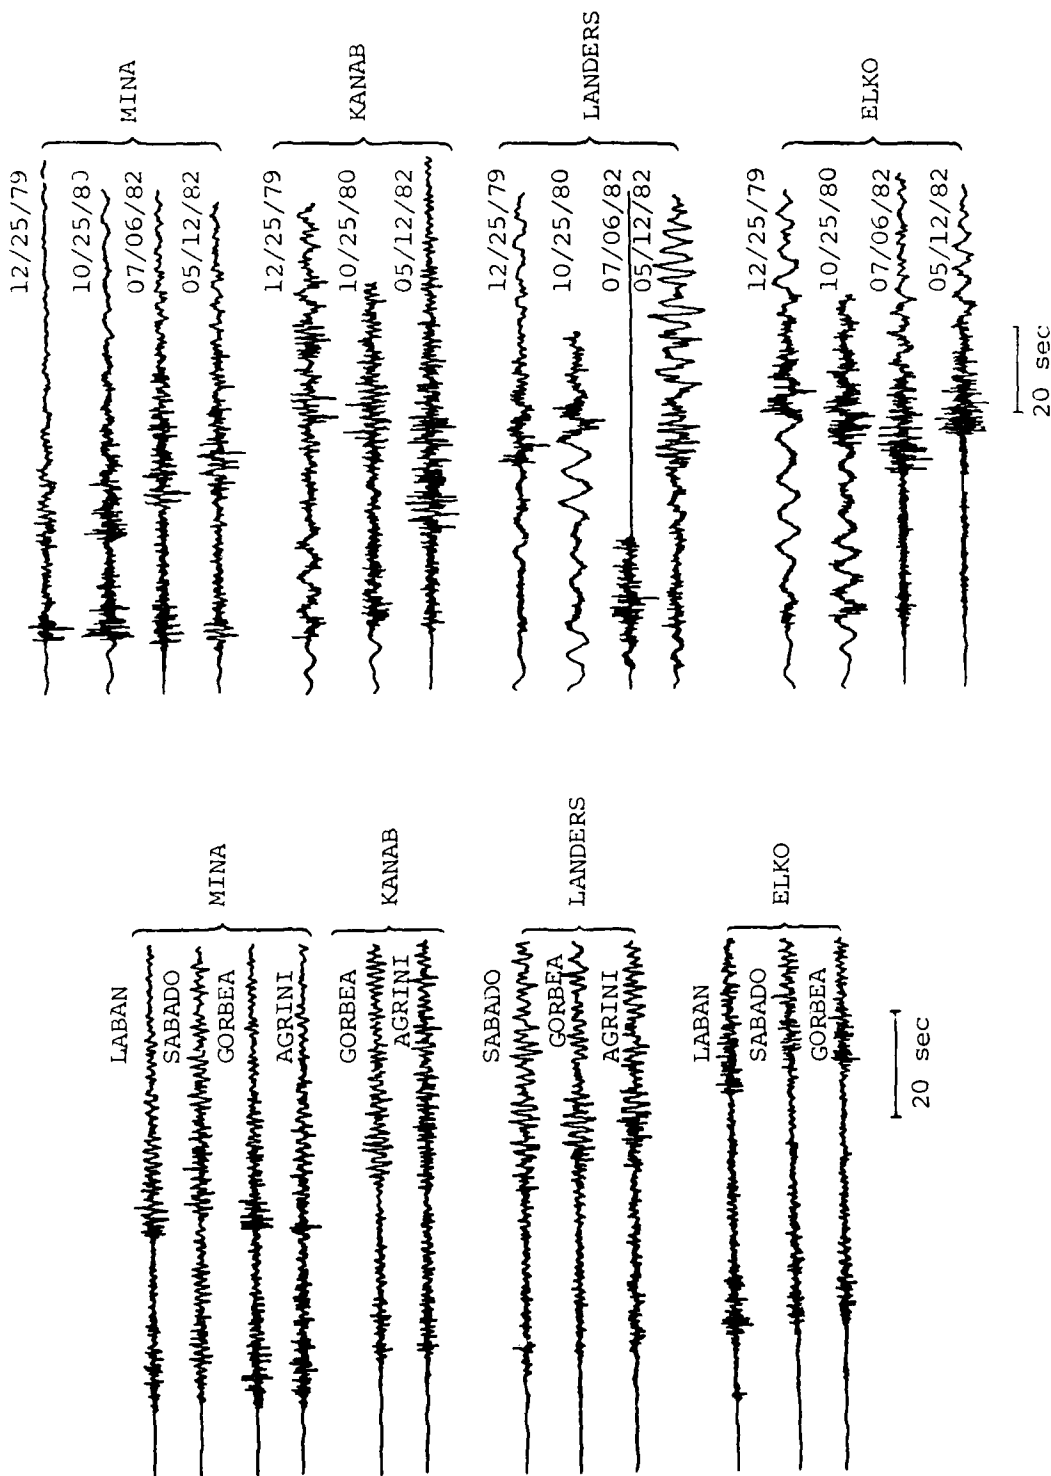 12/25/79
10/25/80
07/06/82
05/12/82
MINA
12/25/79
10/25/80
05/12/82
KANAB
12/25/79
10/25/80
07/06/82
05/12/82
LANDERS
12/25/79
10/25/80
07/06/82
05/12/82
ELKO
20 sec
LABAN
SABADO
GORBEA
AGRINI
MINA
GORBEA
AGRINI
KANAB
SABADO
GORBEA
AGRINI
LANDERS
LABAN
SABADO
GORBEA
ELKO
20 sec